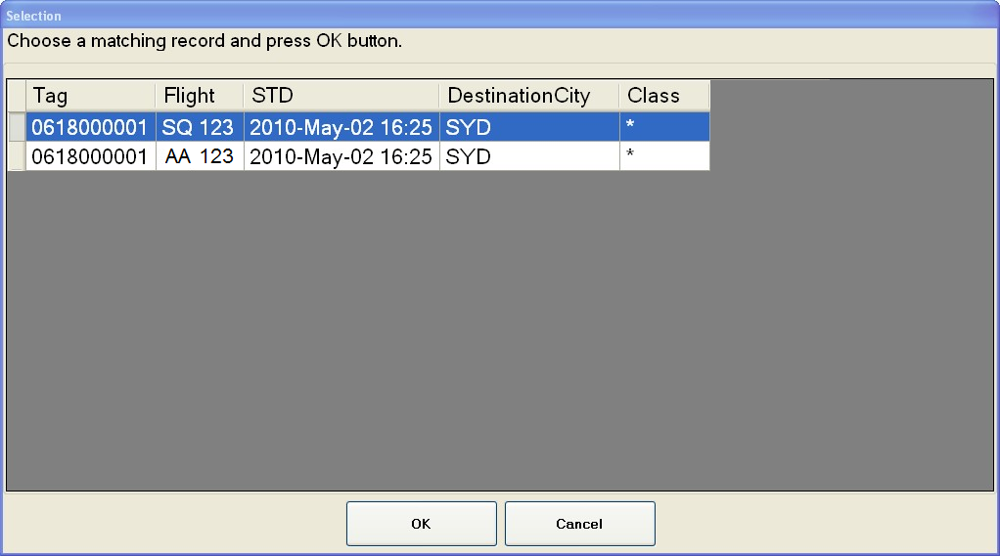 Selection
Choose a matching record and press OK button.
Tag Flight STD DestinationCity Class
0618000001 SQ 123 2010-May-02 16:25 SYD *
0618000001 AA 123 2010-May-02 16:25 SYD *
OK Cancel